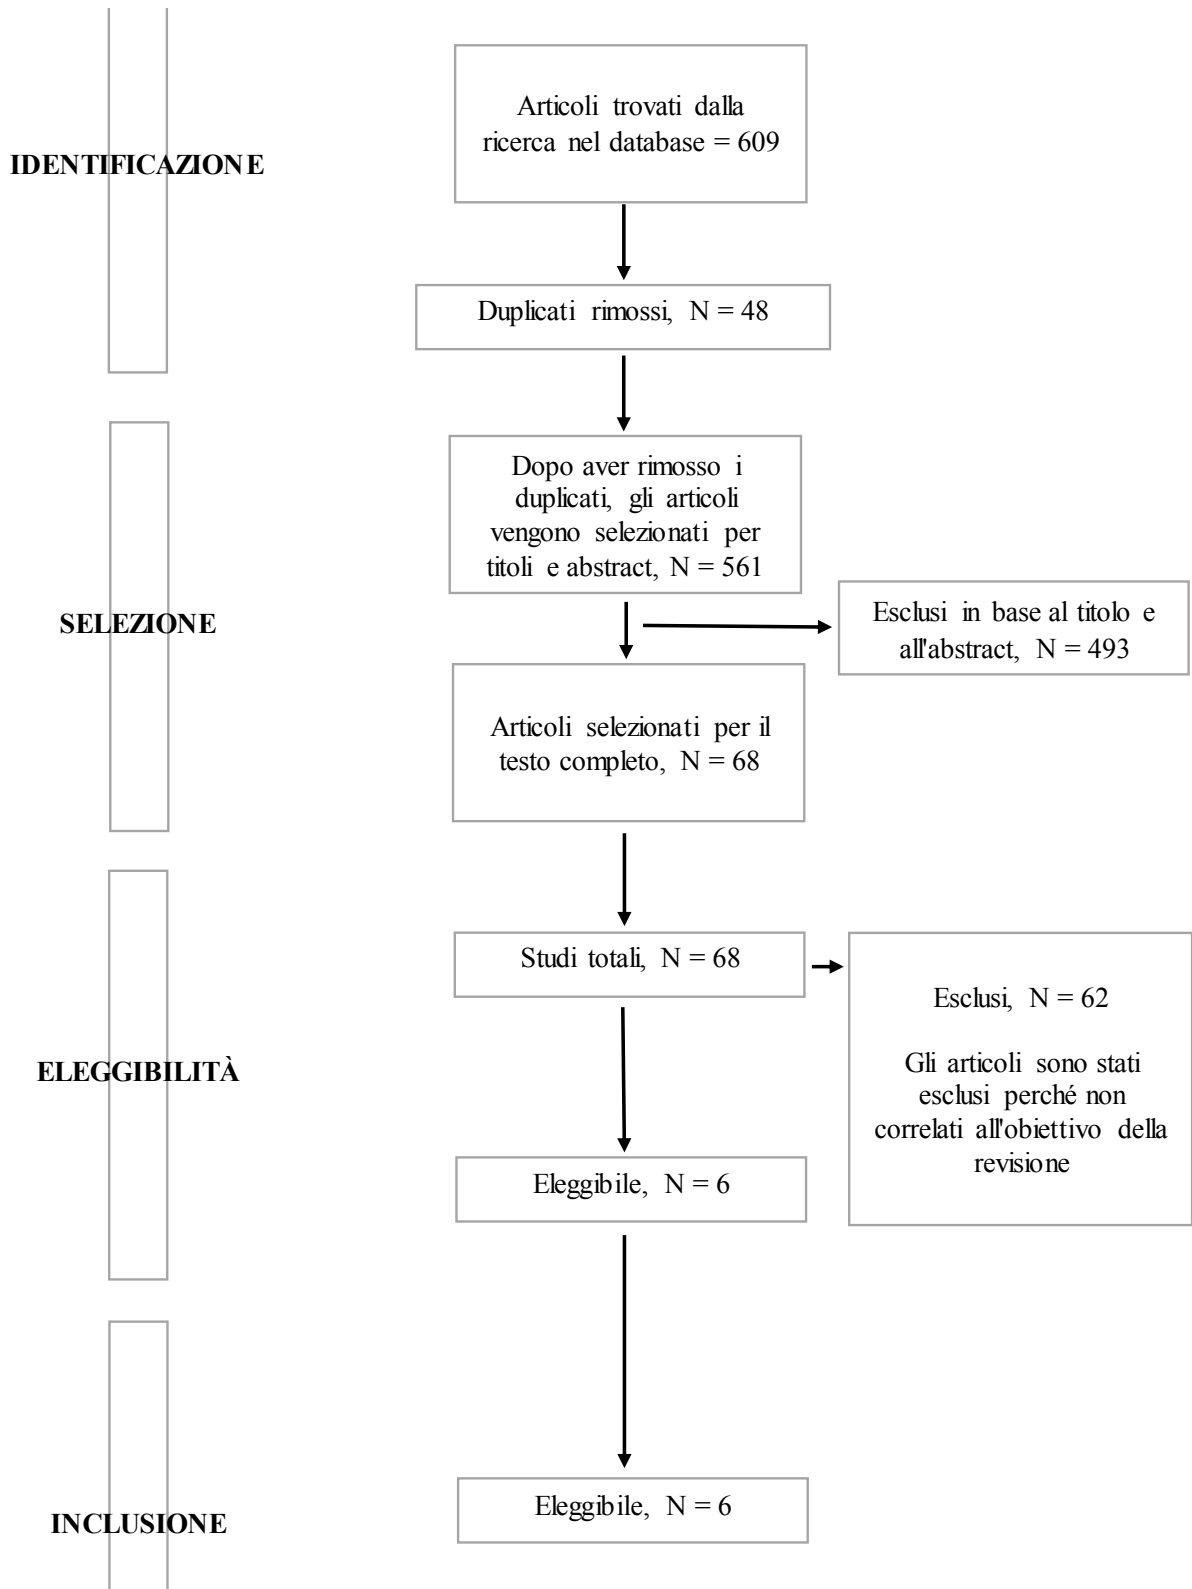 Articoli trovati dalla
ricerca nel database = 609
IDENTIFICAZIONE
Duplicati rimossi, N = 48
Dopo aver rimosso i
duplicati, gli articoli
vengono selezionati per
titoli e abstract, N = 561
SELEZIONE
Esclusi in base al titolo e
all'abstract, N = 493
Articoli selezionati per il
testo completo, N = 68
Studi totali, N = 68
Esclusi, N = 62
Gli articoli sono stati
esclusi perché non
correlati all'obiettivo della
revisione
ELEGGIBILITÀ
Eleggibile, N = 6
Eleggibile, N = 6
INCLUSIONE